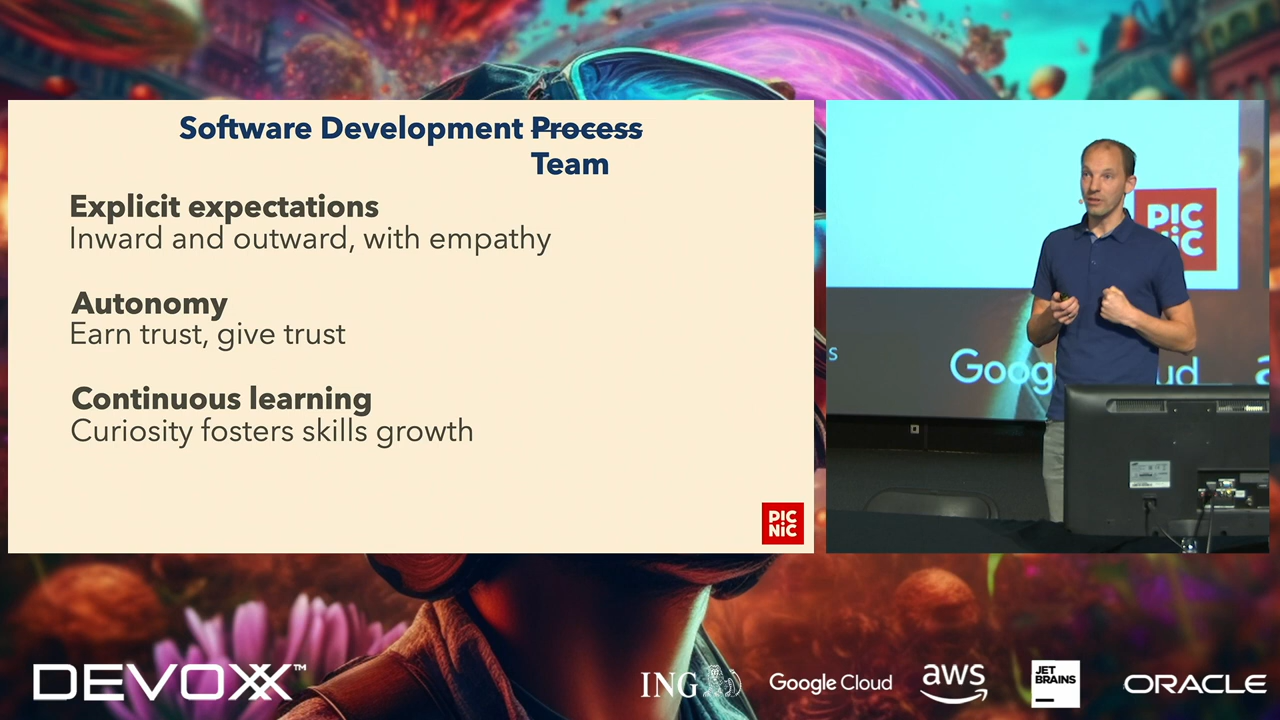 Software Development Process
Team
Explicit expectations
Inward and outward, with empathy
Autonomy
Earn trust, give trust
Continuous learning
Curiosity fosters skills growth
PIC
NIC
PIC
NIC
s
Goog
ud
a
DEVOXX™
ING
Google Cloud
aws
JET
BRAINS
ORACLE